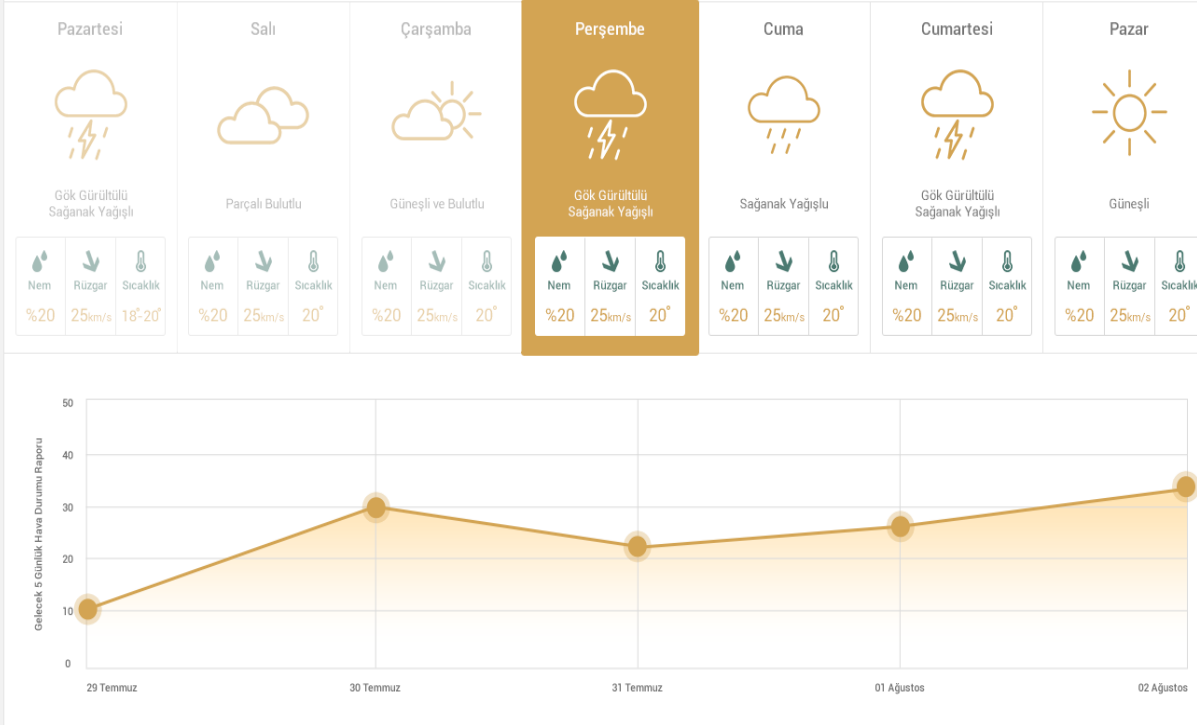 Pazartesi
Salı
Çarşamba
Perşembe
Cuma
Cumartesi
Pazar
Gök Gürültülü
Sağanak Yağışlı
Parçalı Bulutlu
Güneşli ve Bulutlu
Gök Gürültülü
Sağanak Yağışlı
Sağanak Yağışlu
Gök Gürültülü
Sağanak Yağışlı
Güneşli
Nem Rüzgar Sıcaklık
%20 25km/s 18°-20°
Nem Rüzgar Sıcaklık
%20 25km/s 20°
Nem Rüzgar Sıcaklık
%20 25km/s 20°
Nem Rüzgar Sıcaklık
%20 25km/s 20°
Nem Rüzgar Sıcaklık
%20 25km/s 20°
Nem Rüzgar Sıcaklık
%20 25km/s 20°
Nem Rüzgar Sıcaklık
%20 25km/s 20°
Gelecek 5 Günlük Hava Durumu Raporu
50
40
30
20
10
0
29 Temmuz
30 Temmuz
31 Temmuz
01 Ağustos
02 Ağustos